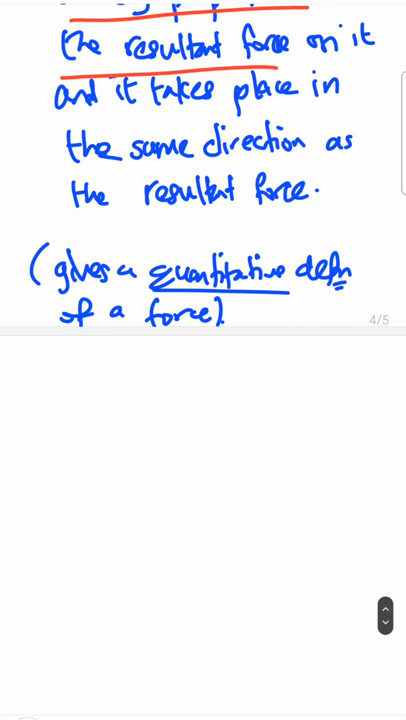 the resultant force on it
and it takes place in
the same direction as
the resultant force.
(gives a quantitative defn
of a force).
4/5